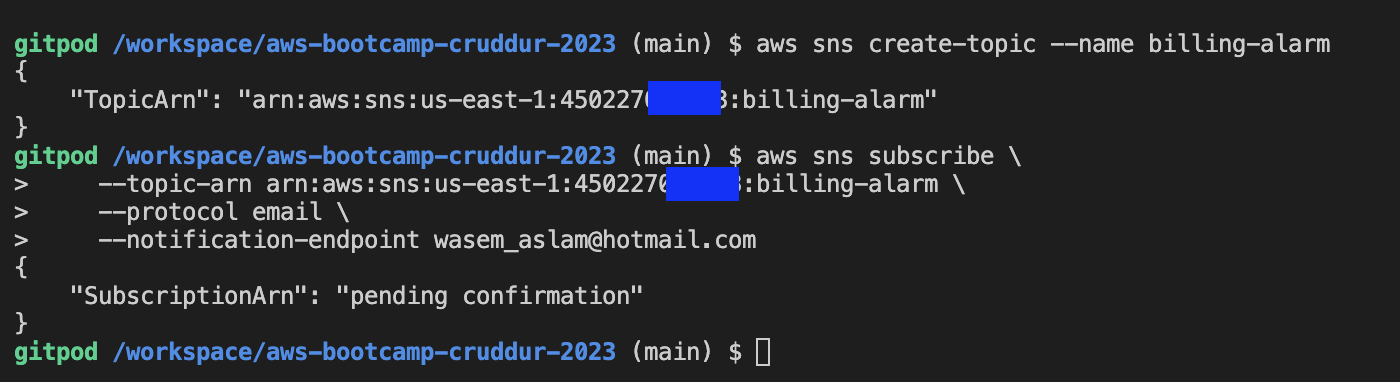 gitpod /workspace/aws-bootcamp-cruddur-2023 (main) $ aws sns create-topic --name billing-alarm
{
    "TopicArn": "arn:aws:sns:us-east-1:4502270 8:billing-alarm"
}
gitpod /workspace/aws-bootcamp-cruddur-2023 (main) $ aws sns subscribe \
>     --topic-arn arn:aws:sns:us-east-1:4502270 8:billing-alarm \
>     --protocol email \
>     --notification-endpoint wasem_aslam@hotmail.com
{
    "SubscriptionArn": "pending confirmation"
}
gitpod /workspace/aws-bootcamp-cruddur-2023 (main) $